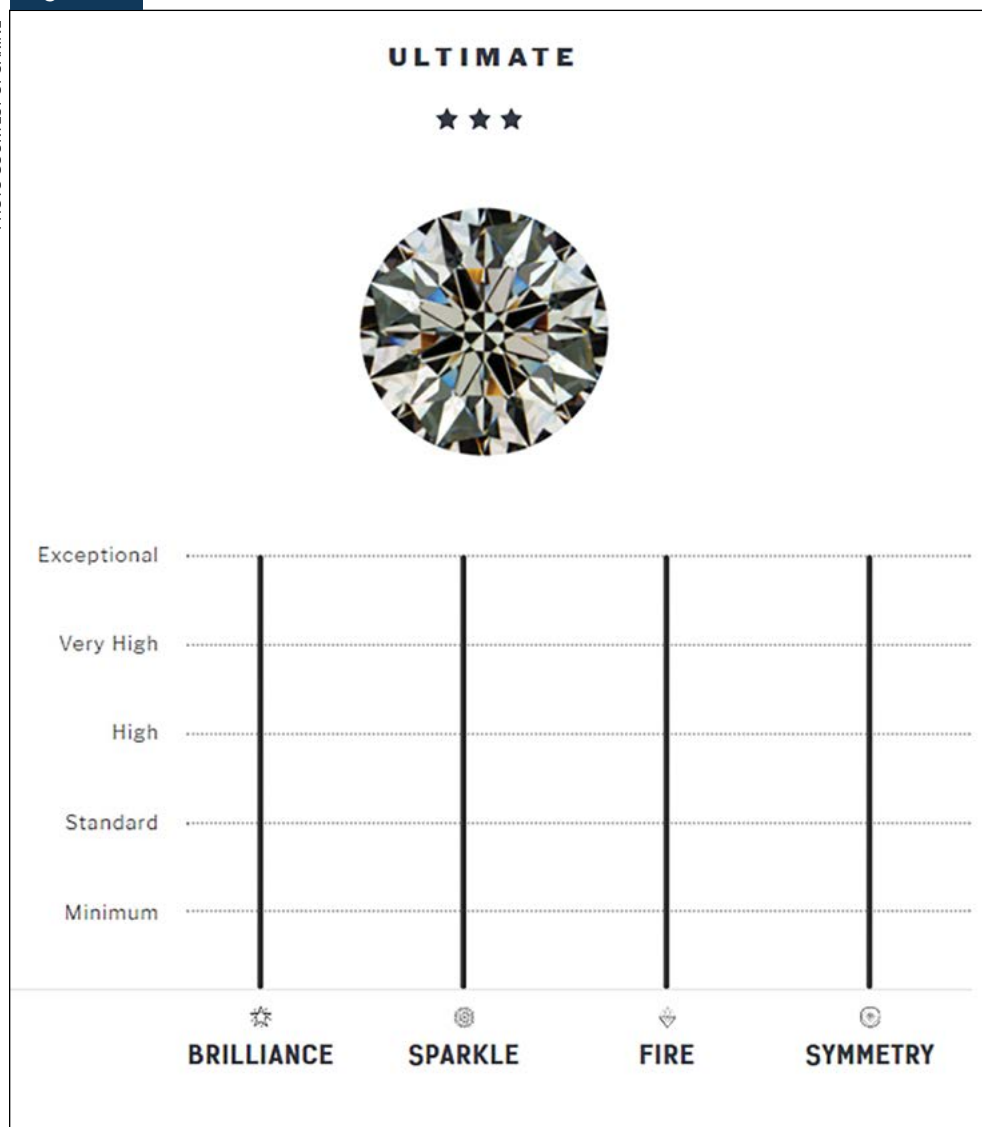 ULTIMATE
Exceptional
Very High
High
Standard
Minimum
BRILLIANCE SPARKLE FIRE SYMMETRY